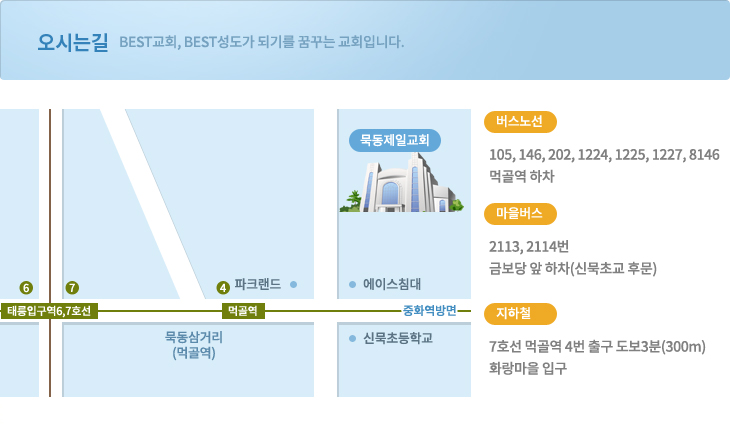 오시는길 BEST교회, BEST성도가 되기를 꿈꾸는 교회입니다.
묵동제일교회
6
7
4
파크랜드
에이스침대
태릉입구역6,7호선
먹골역
중화역방면
묵동삼거리
(먹골역)
신묵초등학교
버스노선
105, 146, 202, 1224, 1225, 1227, 8146
먹골역 하차
마을버스
2113, 2114번
금보당 앞 하차(신묵초교 후문)
지하철
7호선 먹골역 4번 출구 도보3분(300m)
화랑마을 입구